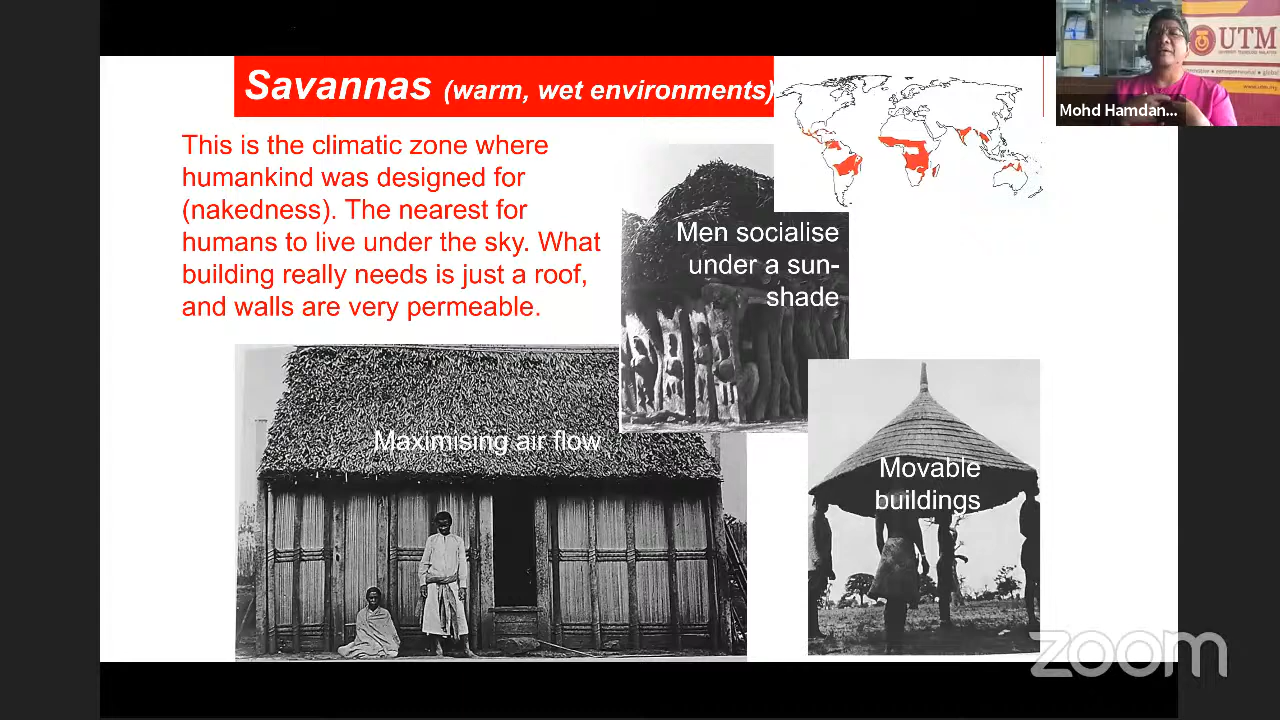 Savannas (warm, wet environments)
This is the climatic zone where
humankind was designed for
(nakedness). The nearest for
humans to live under the sky. What
building really needs is just a roof,
and walls are very permeable.
Men socialise
under a sun-
shade
Maximising air flow
Movable
buildings
UTM
Mohd Hamdan...
zoom